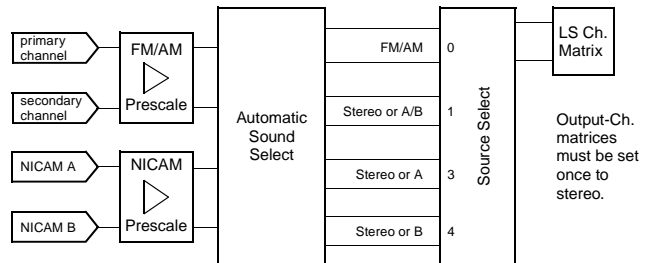 primary
channel
secondary
channel
NICAM A
NICAM B
FM/AM
Prescale
NICAM
Prescale
Automatic
Sound
Select
FM/AM
Stereo or A/B
Stereo or A
Stereo or B
0
1
3
4
Source Select
LS Ch.
Matrix
Output-Ch.
matrices
must be set
once to
stereo.